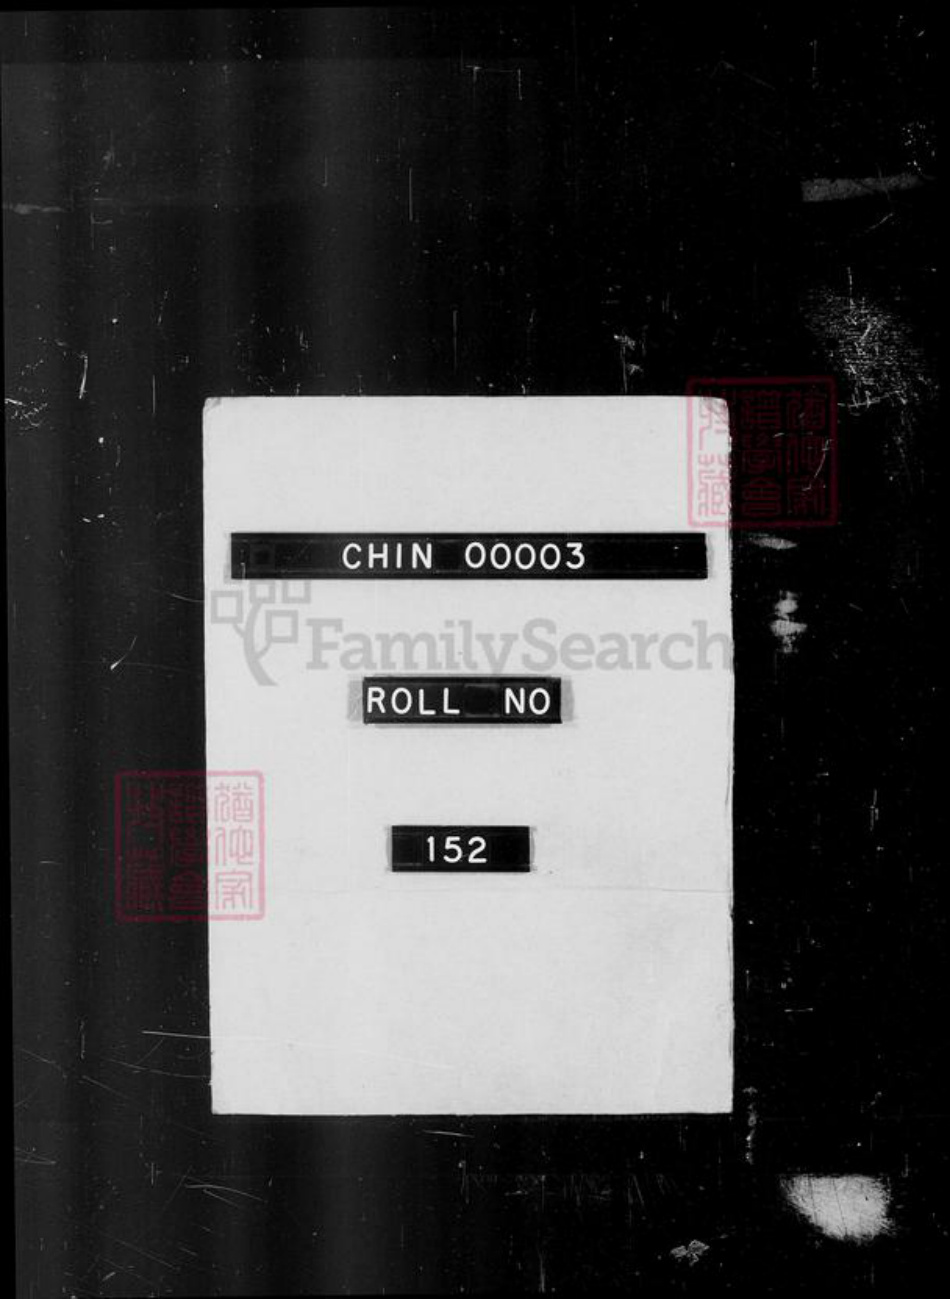 CHIN 00003
FamilySearch
ROLL NO
152